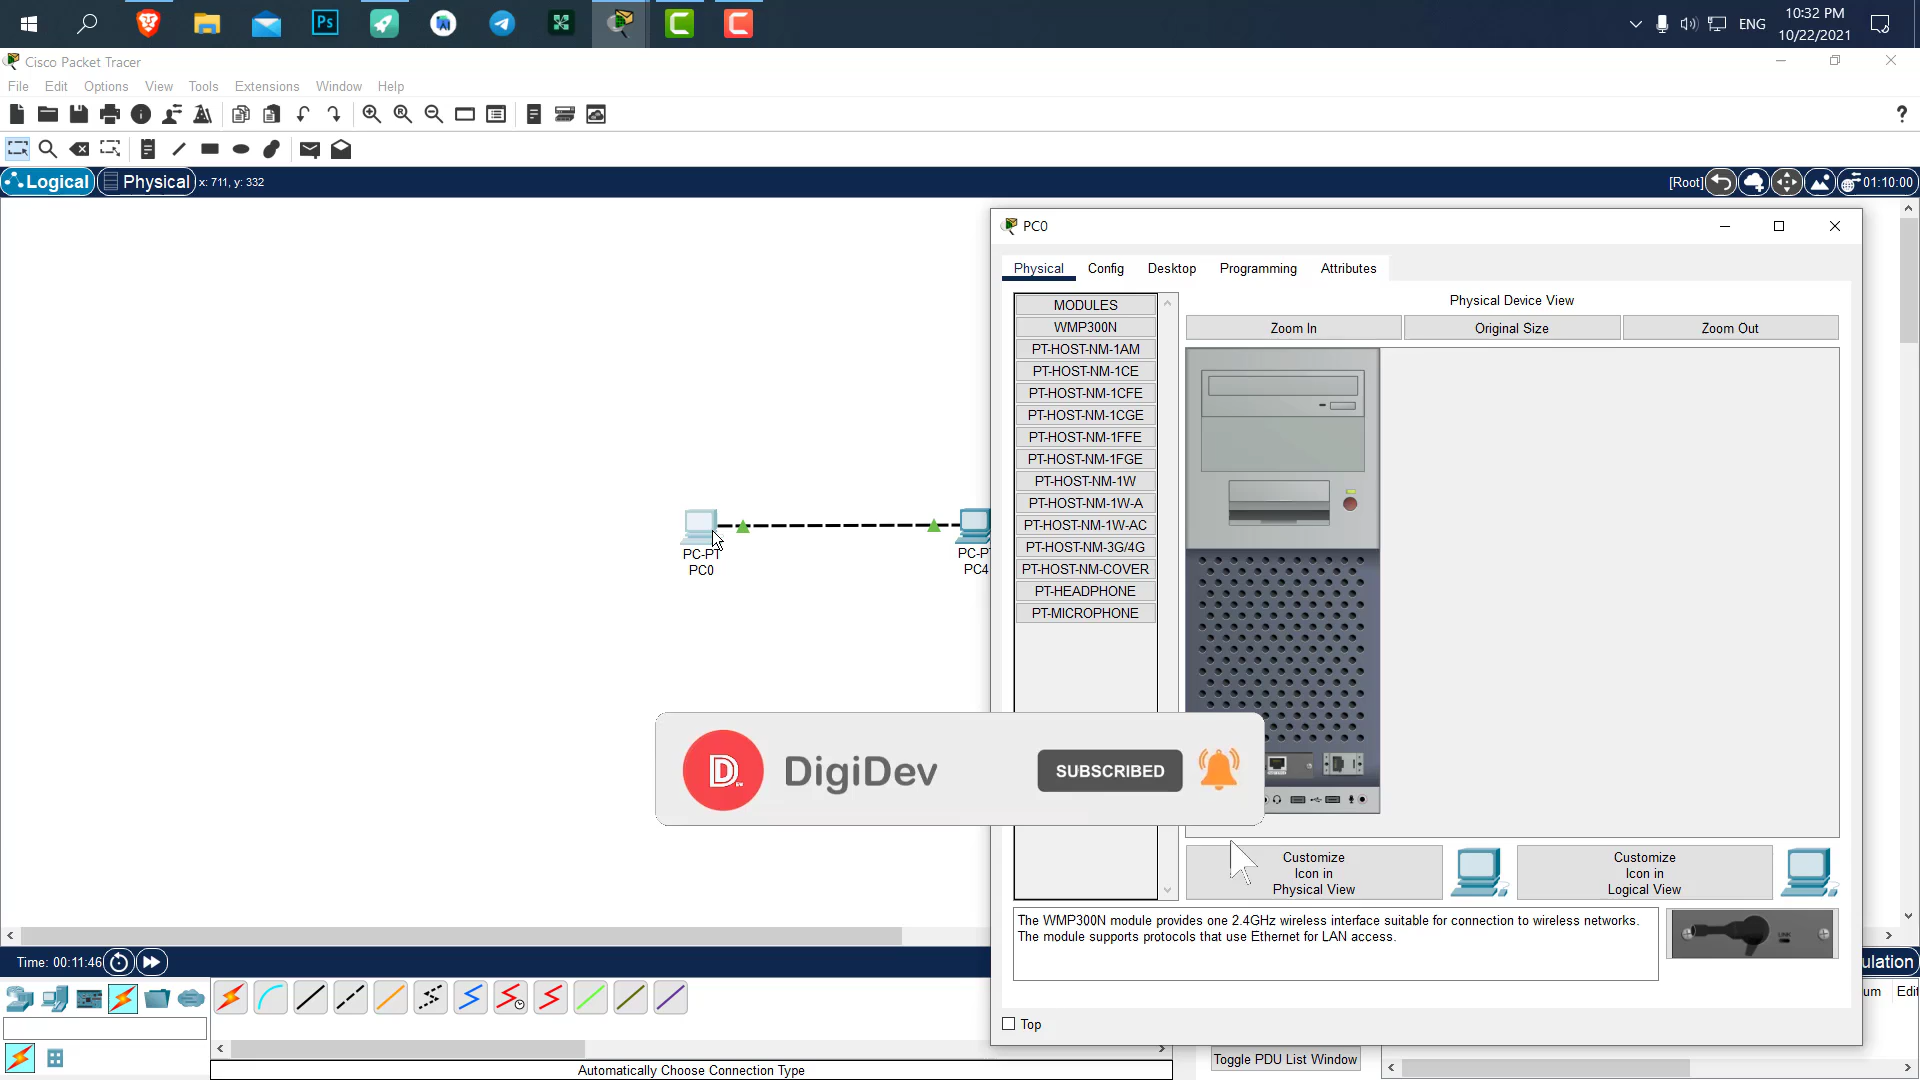 Ps
ENG
10:32 PM
10/22/2021
Cisco Packet Tracer
File Edit Options View Tools Extensions Window Help
Logical Physical x: 711, y: 332
[Root] 01:10:00
PC0
Physical Config Desktop Programming Attributes
MODULES
WMP300N
PT-HOST-NM-1AM
PT-HOST-NM-1CE
PT-HOST-NM-1CFE
PT-HOST-NM-1CGE
PT-HOST-NM-1FFE
PT-HOST-NM-1FGE
PT-HOST-NM-1W
PT-HOST-NM-1W-A
PT-HOST-NM-1W-AC
PT-HOST-NM-3G/4G
PT-HOST-NM-COVER
PT-HEADPHONE
PT-MICROPHONE
Physical Device View
Zoom In Original Size Zoom Out
PC-PT
PC0
PC-PT
PC4
D. DigiDev SUBSCRIBED
Customize
Icon in
Physical View
Customize
Icon in
Logical View
The WMP300N module provides one 2.4GHz wireless interface suitable for connection to wireless networks.
The module supports protocols that use Ethernet for LAN access.
LINK
Top
Time: 00:11:46
ulation
um Edit
Automatically Choose Connection Type
Toggle PDU List Window